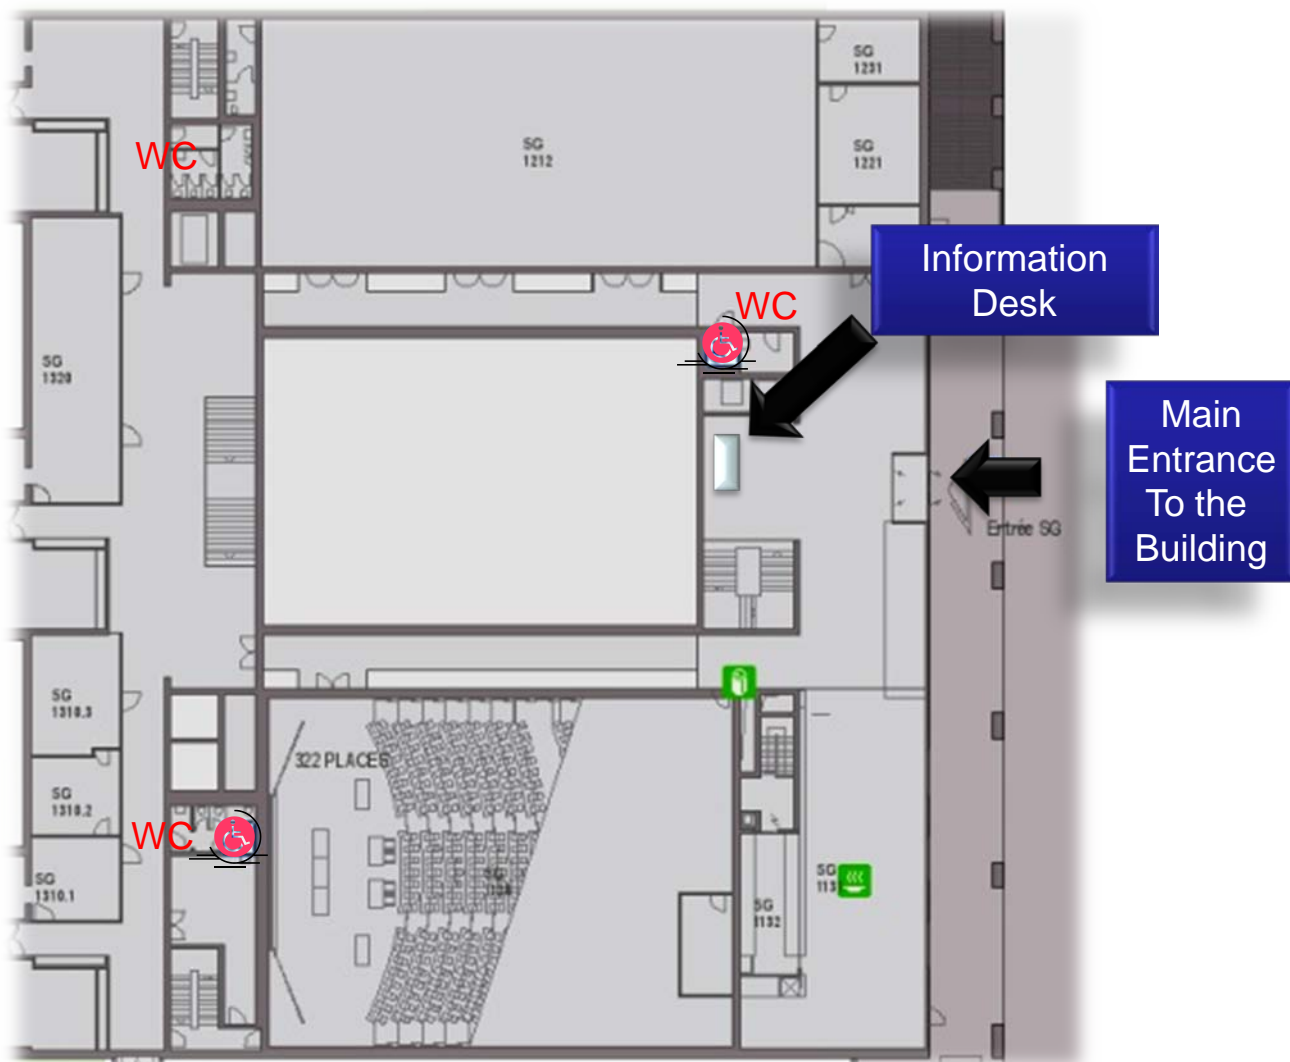 SG
1231
WC
SG
1212
SG
1221
Information
Desk
WC
SG
1320
Main
Entrance
To the
Building
Entrée SG
SG
1310.3
322 PLACES
SG
1310.2
WC
SG
1310.1
SG
SG
1132